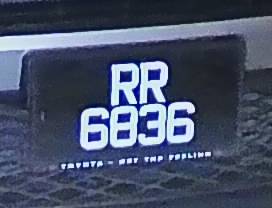 RR
6836
TOYOTA - GET THE FEELING